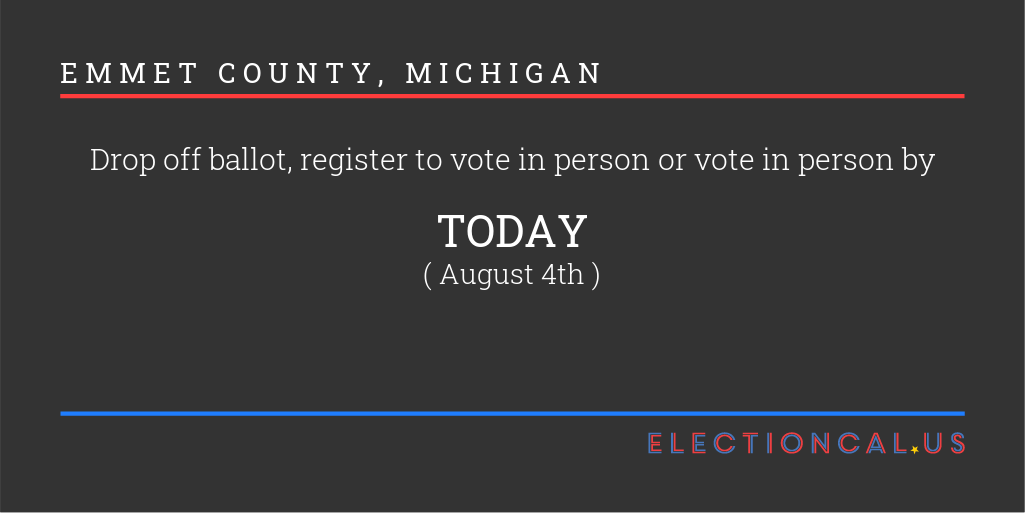 EMMET COUNTY, MICHIGAN
Drop off ballot, register to vote in person or vote in person by
TODAY
( August 4th )
ELECTIONCAL.US